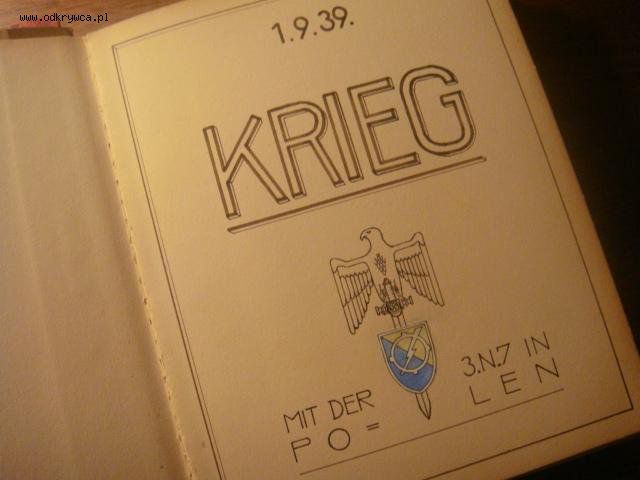 www.odkrywca.pl
1.9.39.
KRIEG
MIT DER 3.N.7 IN
PO= LEN